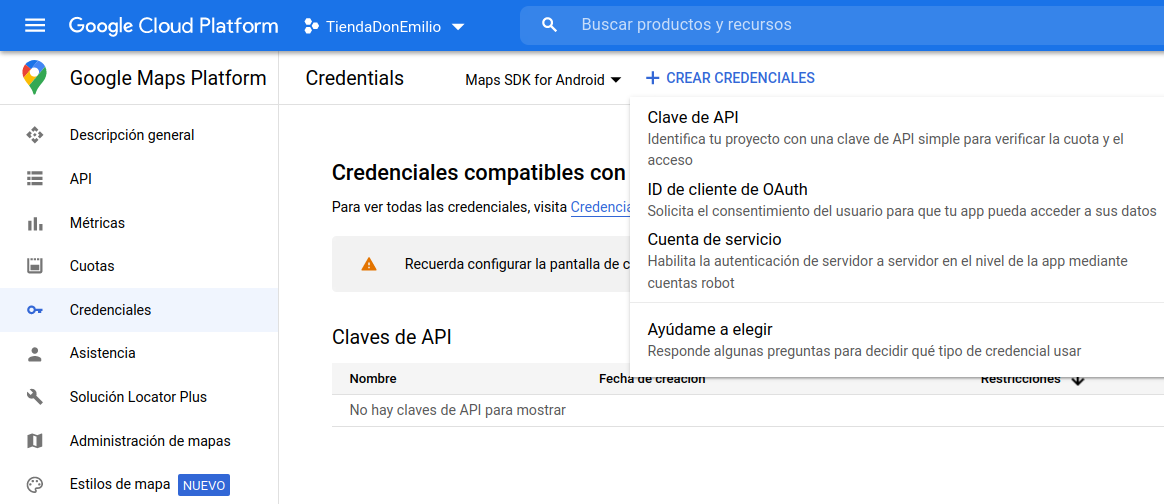 Google Cloud Platform
TiendaDonEmilio
Buscar productos y recursos
Google Maps Platform
Credentials
Maps SDK for Android
CREAR CREDENCIALES
Descripción general
API
Métricas
Cuotas
Credenciales
Asistencia
Solución Locator Plus
Administración de mapas
Estilos de mapa NUEVO
Clave de API
Identifica tu proyecto con una clave de API simple para verificar la cuota y el
acceso
ID de cliente de OAuth
Solicita el consentimiento del usuario para que tu app pueda acceder a sus datos
Cuenta de servicio
Habilita la autenticación de servidor a servidor en el nivel de la app mediante
cuentas robot
Ayúdame a elegir
Responde algunas preguntas para decidir qué tipo de credencial usar
Credenciales compatibles con
Para ver todas las credenciales, visita Credencia
Recuerda configurar la pantalla de c
Claves de API
Nombre Fecha de creación Restricciones
No hay claves de API para mostrar